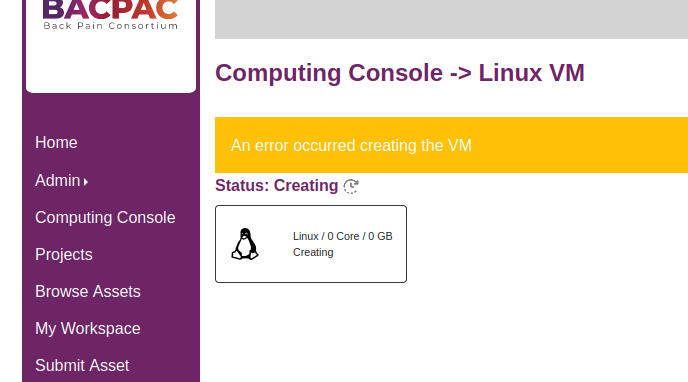 BACPAC
Back Pain Consortium
Home
Admin
Computing Console
Projects
Browse Assets
My Workspace
Submit Asset
Computing Console -> Linux VM
An error occurred creating the VM
Status: Creating
Linux / 0 Core / 0 GB
Creating